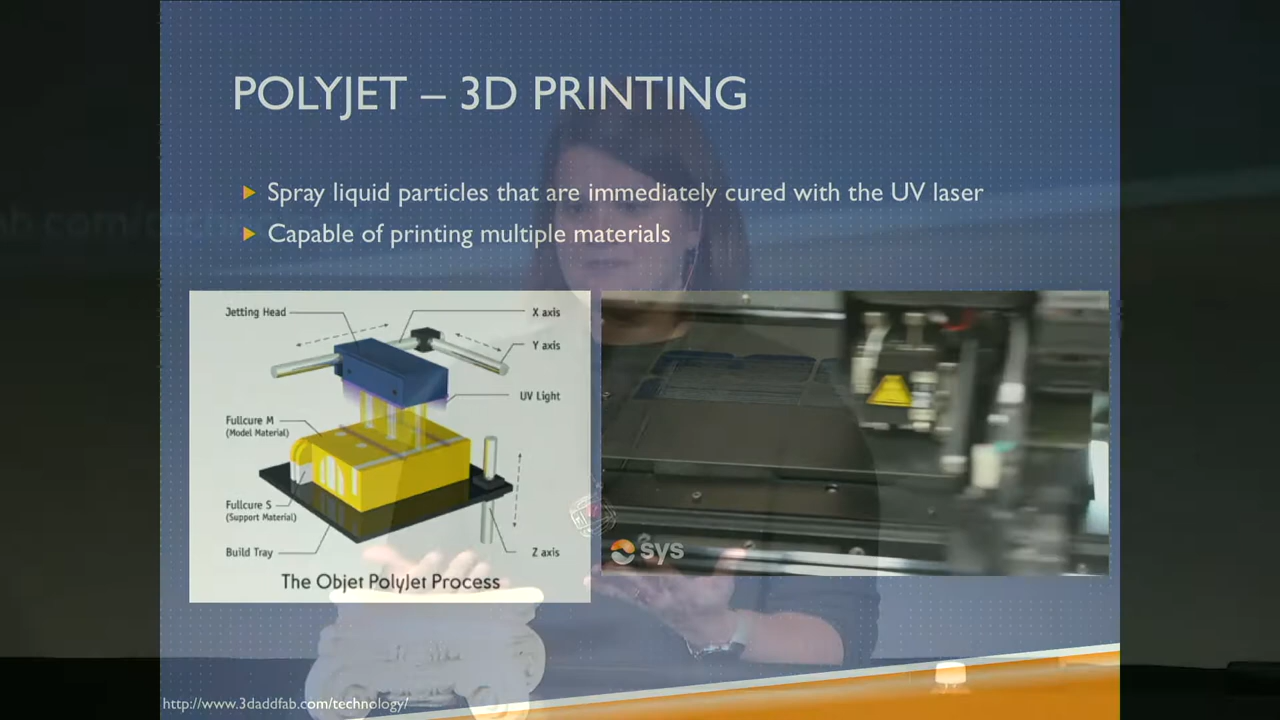 POLYJET – 3D PRINTING
Spray liquid particles that are immediately cured with the UV laser
Capable of printing multiple materials
Jetting Head
X axis
Y axis
UV Light
Fullcure M
(Model Material)
Fullcure S
(Support Material)
Build Tray
Z axis
The Objet PolyJet Process
sys
http://www.3daddfab.com/technology/